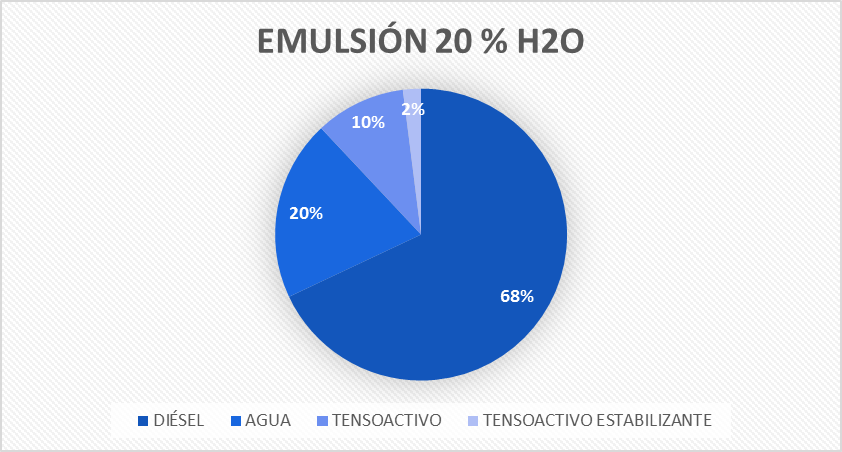 EMULSIÓN 20 % H2O
2%
10%
20%
68%
DIÉSEL AGUA TENSOACTIVO TENSOACTIVO ESTABILIZANTE